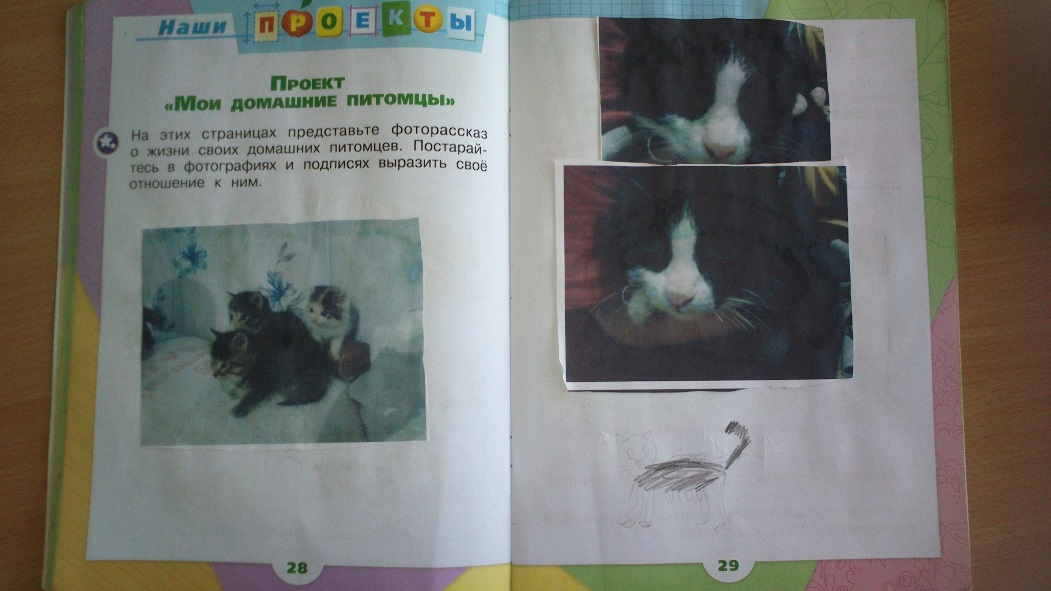 Наши ПРОЕКТЫ
ПРОЕКТ
«МОИ ДОМАШНИЕ ПИТОМЦЫ»
На этих страницах представьте фоторассказ
о жизни своих домашних питомцев. Постарай-
тесь в фотографиях и подписях выразить своё
отношение к ним.
28
29